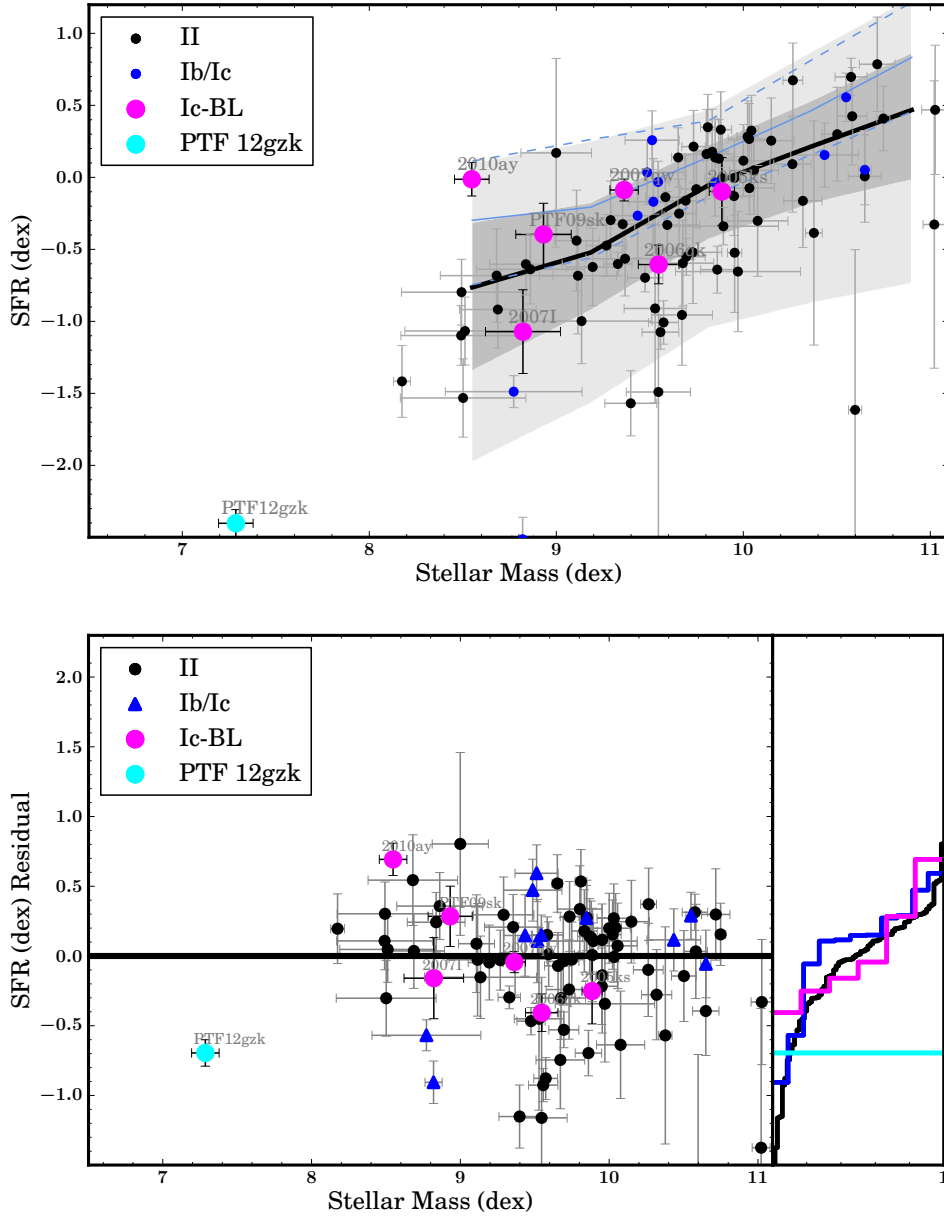 II
Ib/Ic
Ic-BL
PTF 12gzk
1.0
0.5
0.0
−0.5
−1.0
−1.5
−2.0
SFR (dex)
2010ay
2005ks
PTF09sk
2007I
PTF12gzk
7
8
9
10
11
Stellar Mass (dex)
II
Ib/Ic
Ic-BL
PTF 12gzk
2.0
1.5
1.0
0.5
0.0
−0.5
−1.0
SFR (dex) Residual
2010ay
PTF09sk
2007I
PTF12gzk
7
8
9
10
11
1
Stellar Mass (dex)